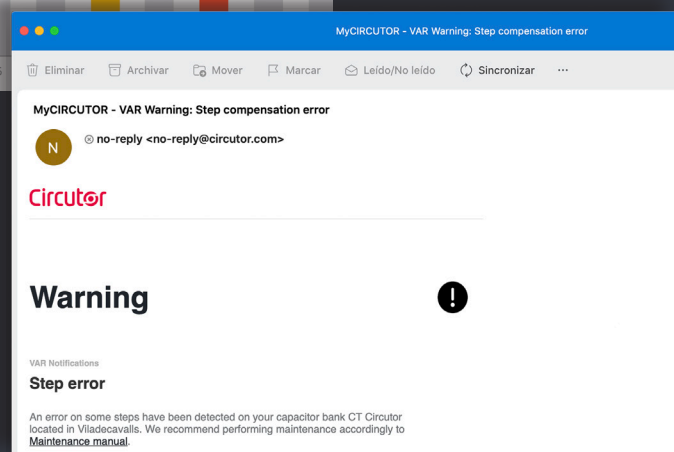 MyCIRCUTOR - VAR Warning: Step compensation error
Eliminar Archivar Mover Marcar Leído/No leído Sincronizar ...
MyCIRCUTOR - VAR Warning: Step compensation error
N no-reply <no-reply@circutor.com>
Circutor
Warning !
VAR Notifications
Step error
An error on some steps have been detected on your capacitor bank CT Circutor
located in Viladecavalls. We recommend performing maintenance accordingly to
Maintenance manual.